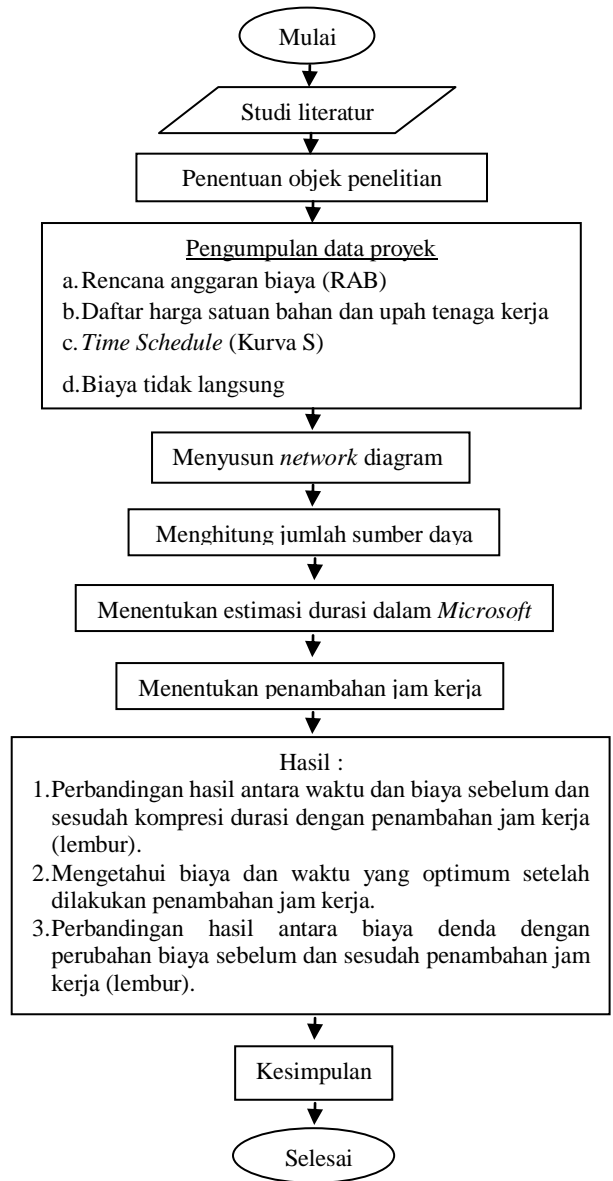 Mulai
Studi literatur
Penentuan objek penelitian
Pengumpulan data proyek
a.Rencana anggaran biaya (RAB)
b.Daftar harga satuan bahan dan upah tenaga kerja
c.Time Schedule (Kurva S)
d.Biaya tidak langsung
Menyusun network diagram
Menghitung jumlah sumber daya
Menentukan estimasi durasi dalam Microsoft
Menentukan penambahan jam kerja
Hasil :
1.Perbandingan hasil antara waktu dan biaya sebelum dan
sesudah kompresi durasi dengan penambahan jam kerja
(lembur).
2.Mengetahui biaya dan waktu yang optimum setelah
dilakukan penambahan jam kerja.
3.Perbandingan hasil antara biaya denda dengan
perubahan biaya sebelum dan sesudah penambahan jam
kerja (lembur).
Kesimpulan
Selesai